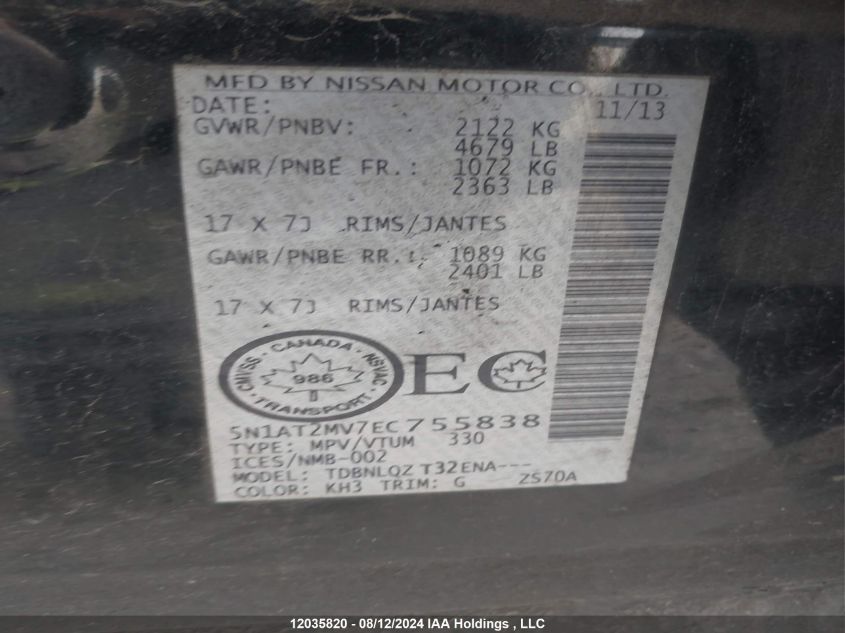 MFD BY NISSAN MOTOR CO., LTD.
DATE: 11/13
GVWR/PNBV: 2122 KG
4679 LB
GAWR/PNBE FR.: 1072 KG
2363 LB
17 X 7J RIMS/JANTES
GAWR/PNBE RR.: 1089 KG
2401 LB
17 X 7J RIMS/JANTES
CANADA
CMVSS · NSVAC
986
TRANSPORT
EC
5N1AT2MV7EC755838
TYPE: MPV/VTUM 330
ICES/NMB-002
MODEL: TDBNLQZ T32ENA---
COLOR: KH3 TRIM: G ZS70A
12035820 - 08/12/2024 IAA Holdings , LLC